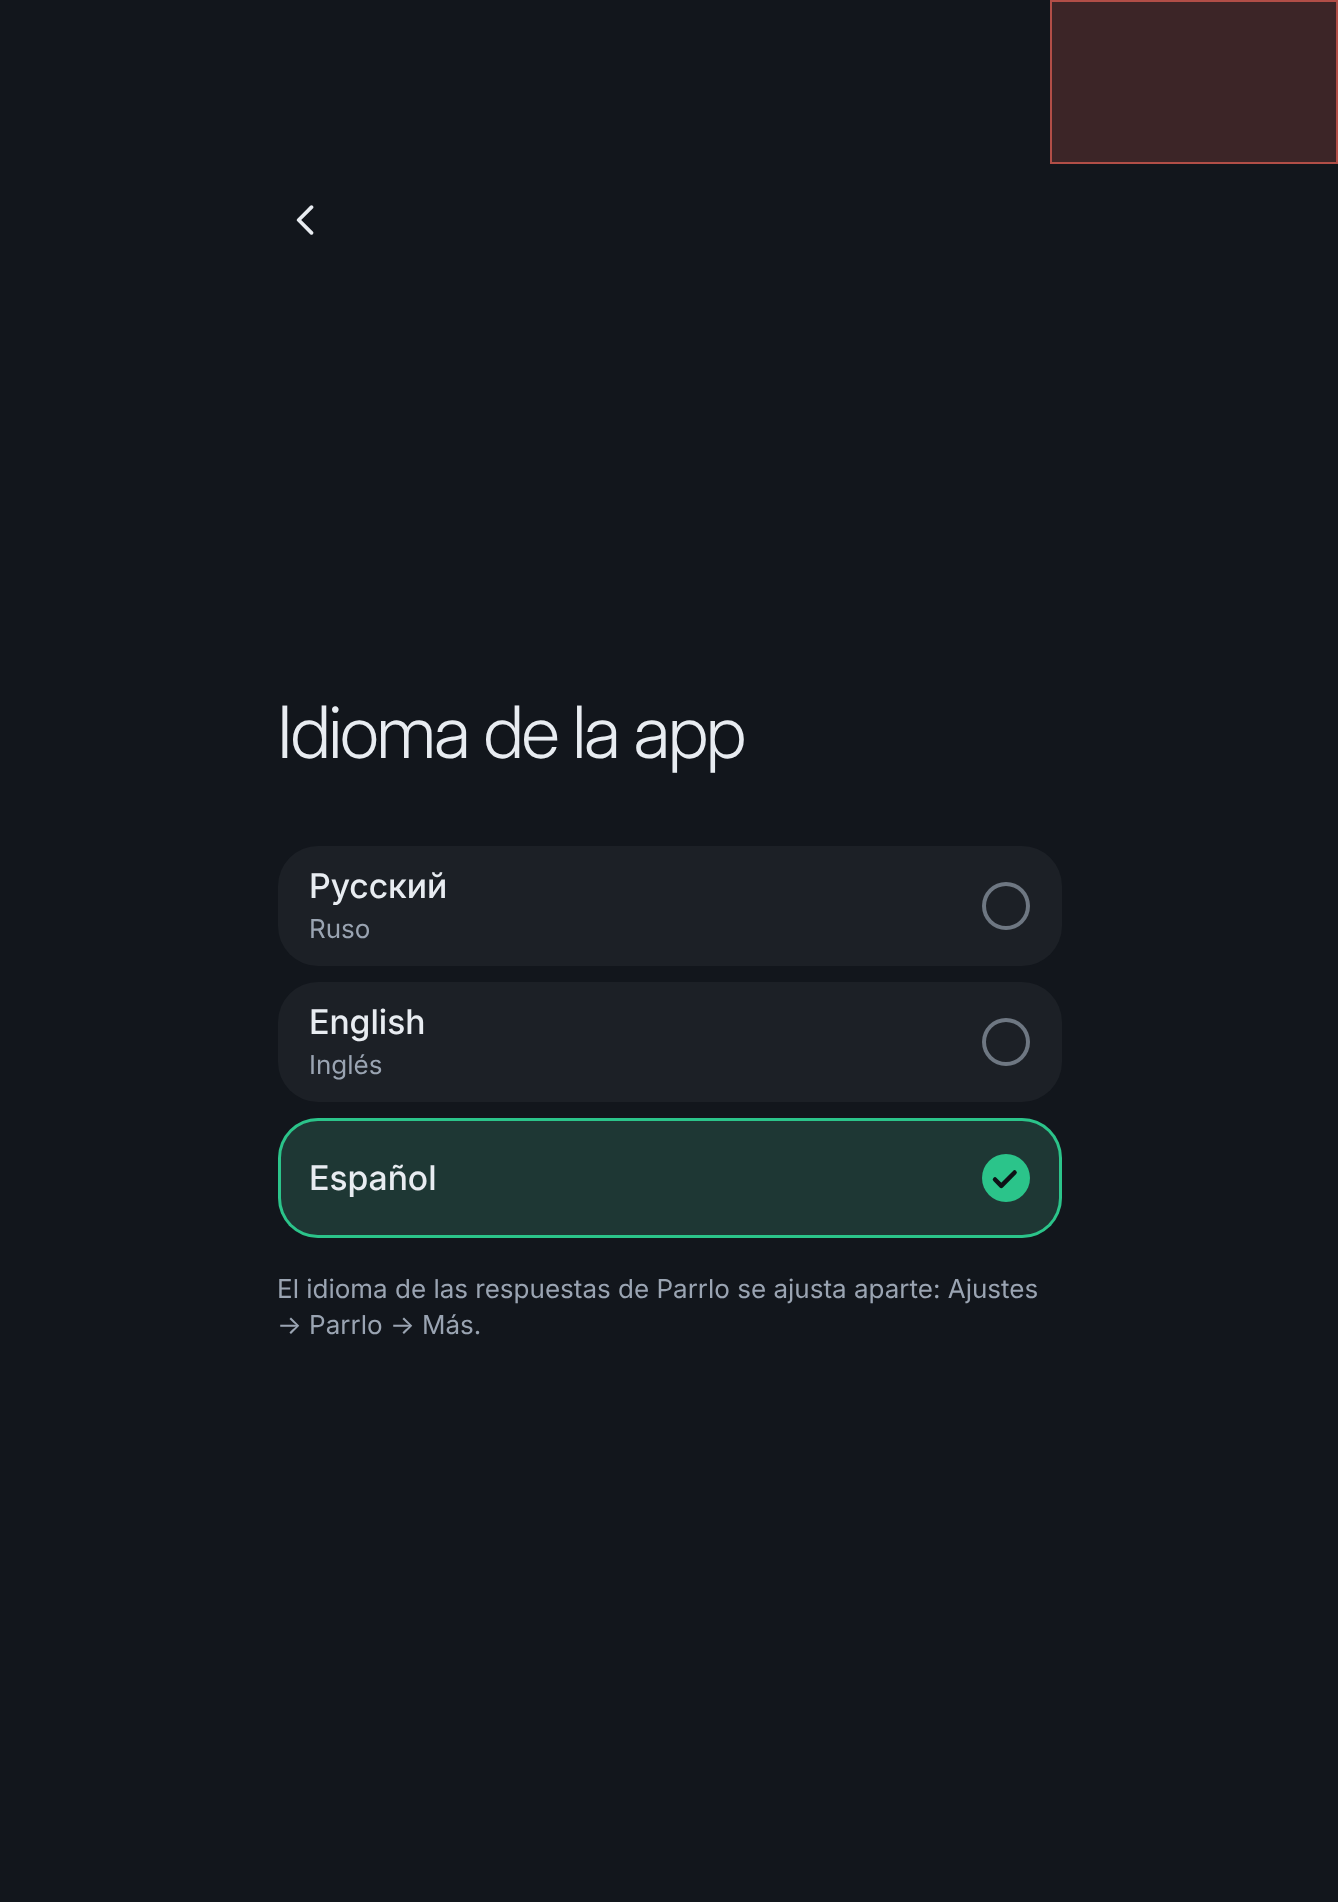 Idioma de la app
Русский
Ruso
English
Inglés
Español
El idioma de las respuestas de Parrlo se ajusta aparte: Ajustes
→ Parrlo → Más.